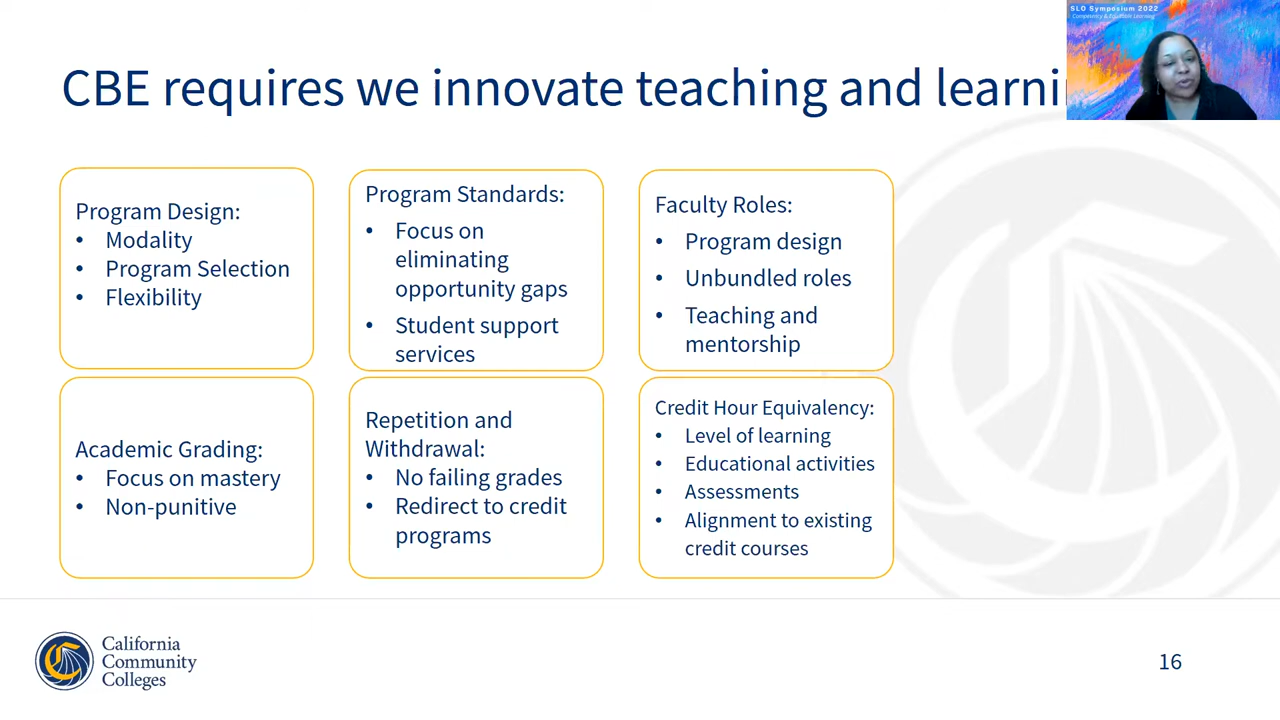 SLO Symposium 2022
Competency & Equitable Learning
CBE requires we innovate teaching and learni
Program Design:
• Modality
• Program Selection
• Flexibility
Program Standards:
• Focus on
eliminating
opportunity gaps
• Student support
services
Faculty Roles:
• Program design
• Unbundled roles
• Teaching and
mentorship
Academic Grading:
• Focus on mastery
• Non-punitive
Repetition and
Withdrawal:
• No failing grades
• Redirect to credit
programs
Credit Hour Equivalency:
• Level of learning
• Educational activities
• Assessments
• Alignment to existing
credit courses
California
Community
Colleges
16